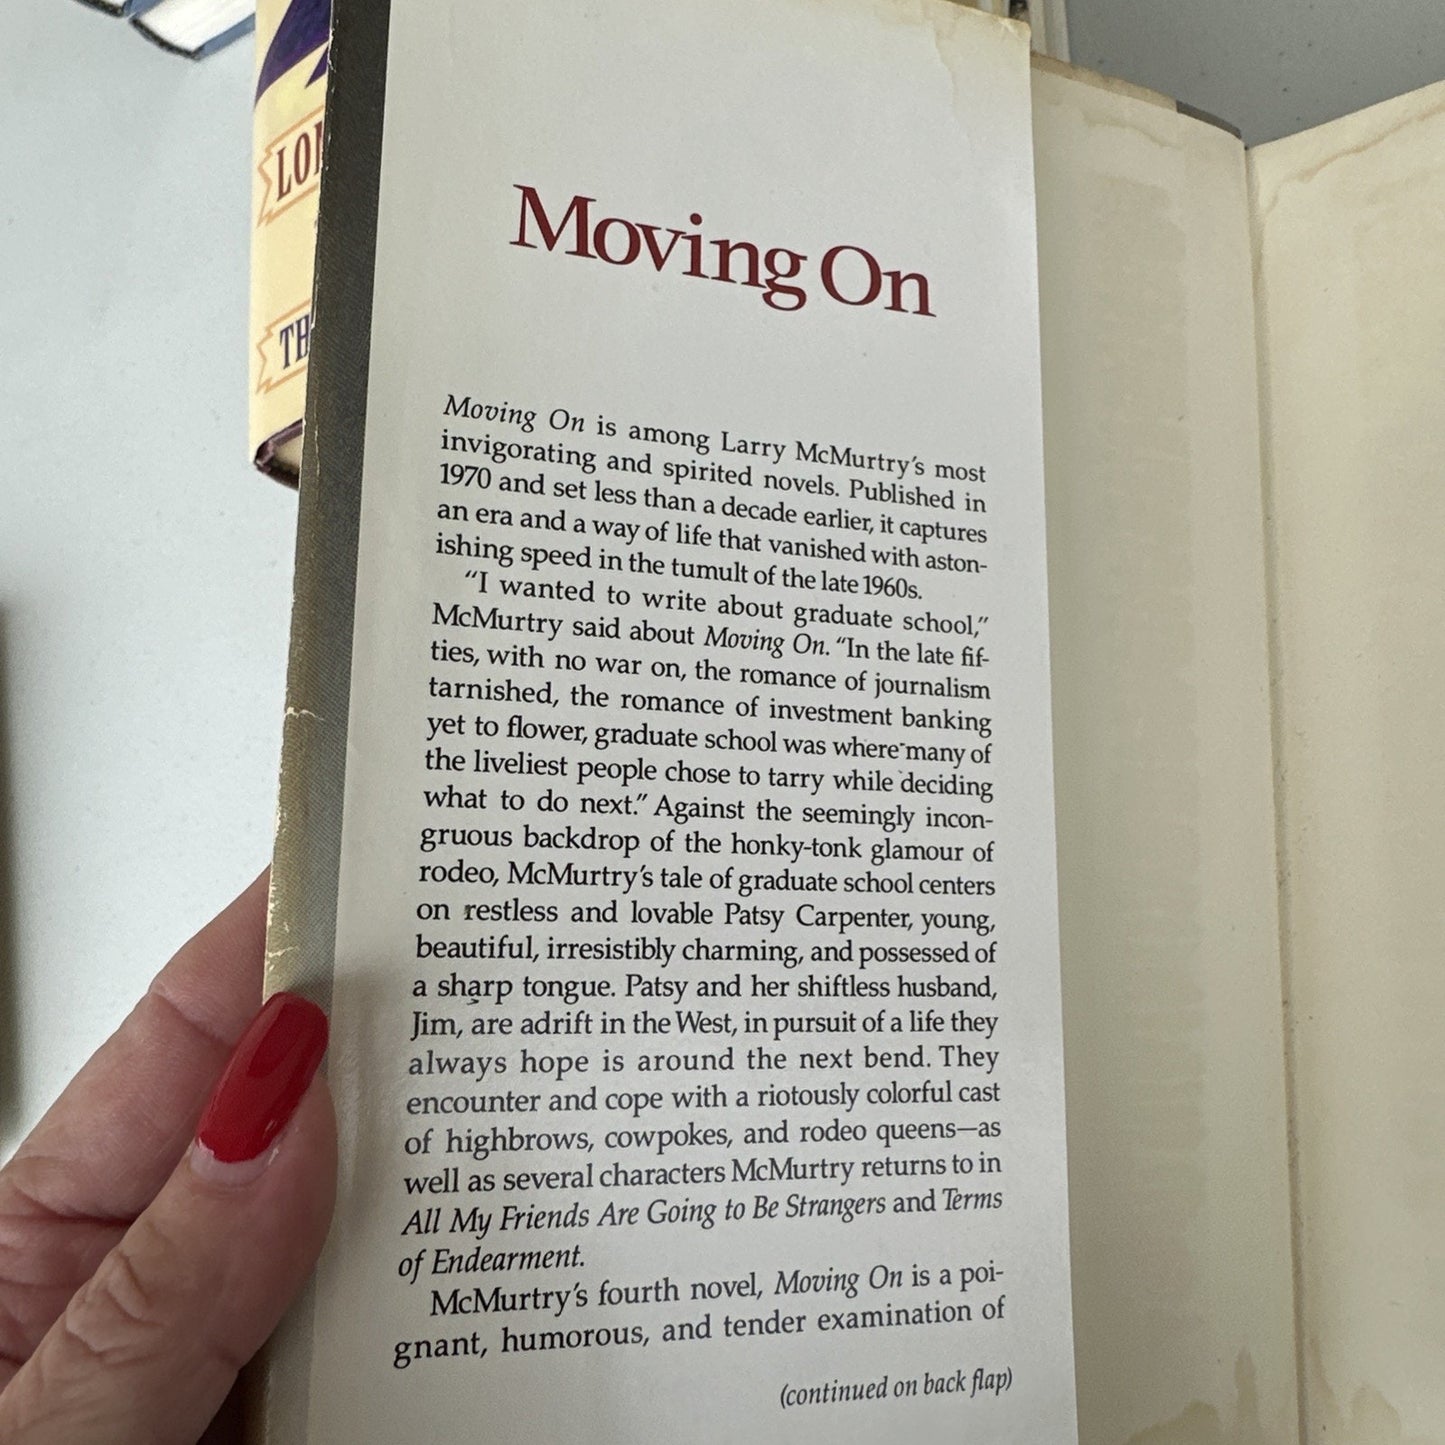 LO
TH
Moving On
Moving On is among Larry McMurtry's most
invigorating and spirited novels. Published in
1970 and set less than a decade earlier, it captures
an era and a way of life that vanished with aston-
ishing speed in the tumult of the late 1960s.
"I wanted to write about graduate school,"
McMurtry said about Moving On. "In the late fif-
ties, with no war on, the romance of journalism
tarnished, the romance of investment banking
yet to flower, graduate school was where many of
the liveliest people chose to tarry while deciding
what to do next." Against the seemingly incon-
gruous backdrop of the honky-tonk glamour of
rodeo, McMurtry's tale of graduate school centers
on restless and lovable Patsy Carpenter, young,
beautiful, irresistibly charming, and possessed of
a sharp tongue. Patsy and her shiftless husband,
Jim, are adrift in the West, in pursuit of a life they
always hope is around the next bend. They
encounter and cope with a riotously colorful cast
of highbrows, cowpokes, and rodeo queens—as
well as several characters McMurtry returns to in
All My Friends Are Going to Be Strangers and Terms
of Endearment.
McMurtry's fourth novel, Moving On is a poi-
gnant, humorous, and tender examination of
(continued on back flap)